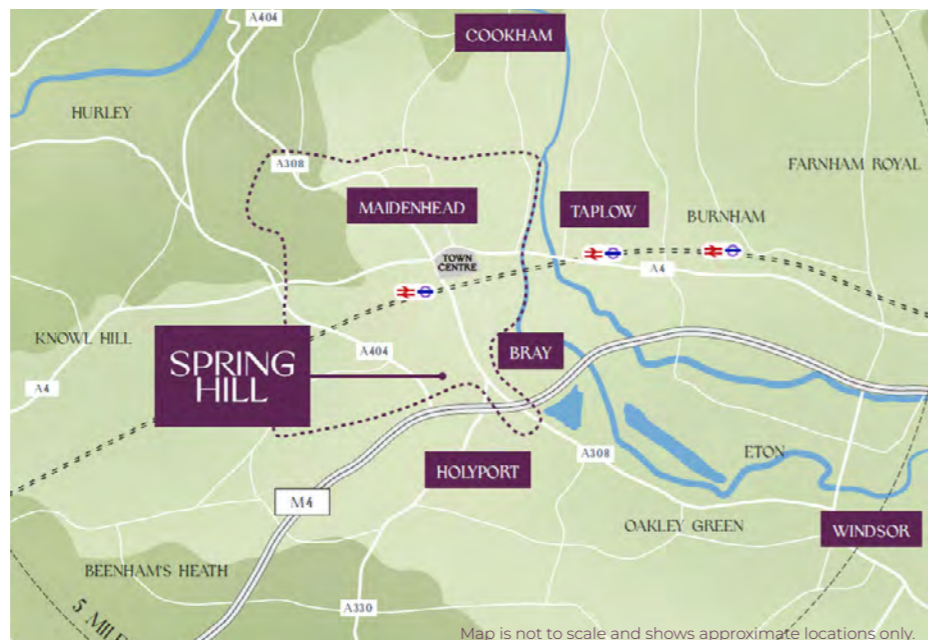 A404
COOKHAM
HURLEY
A308
FARNHAM ROYAL
MAIDENHEAD
TAPLOW
BURNHAM
TOWN
CENTRE
A4
KNOWL HILL
SPRING
HILL
A404
BRAY
A4
HOLYPORT
A308
ETON
M4
OAKLEY GREEN
WINDSOR
BEENHAM'S HEATH
5 MILE
A330
Map is not to scale and shows approximate locations only.